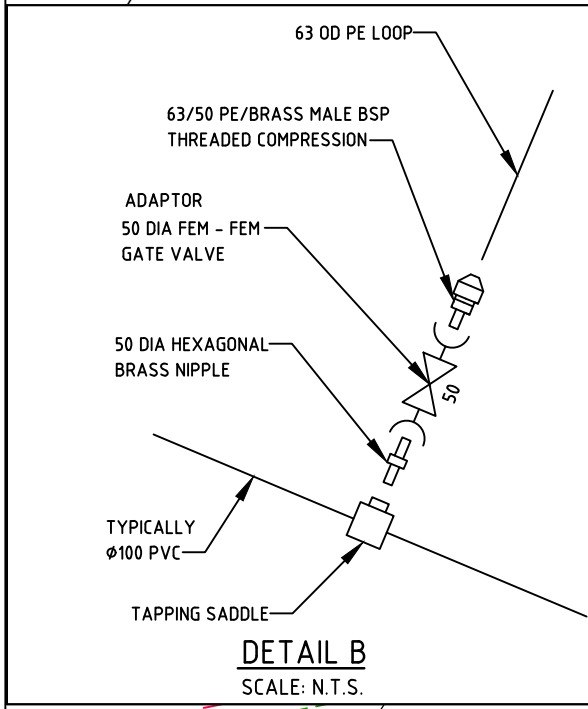 63 OD PE LOOP
63/50 PE/BRASS MALE BSP
THREADED COMPRESSION
ADAPTOR
50 DIA FEM - FEM
GATE VALVE
50 DIA HEXAGONAL
BRASS NIPPLE
50
TYPICALLY
Ø100 PVC
TAPPING SADDLE
DETAIL B
SCALE: N.T.S.